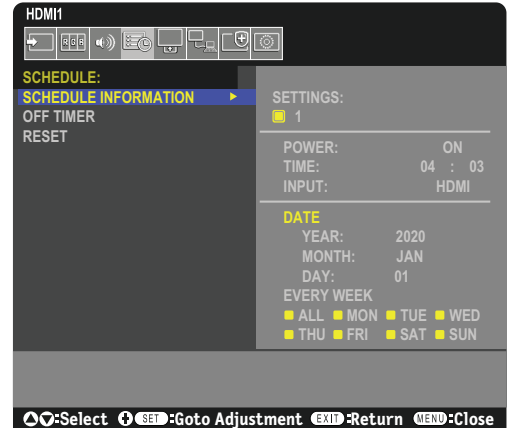 HDMI1
RGB
SCHEDULE:
SCHEDULE INFORMATION
OFF TIMER
RESET
SETTINGS:
1
POWER: ON
TIME: 04 : 03
INPUT: HDMI
DATE
YEAR: 2020
MONTH: JAN
DAY: 01
EVERY WEEK
ALL MON TUE WED
THU FRI SAT SUN
:Select SET :Goto Adjustment EXIT :Return MENU :Close